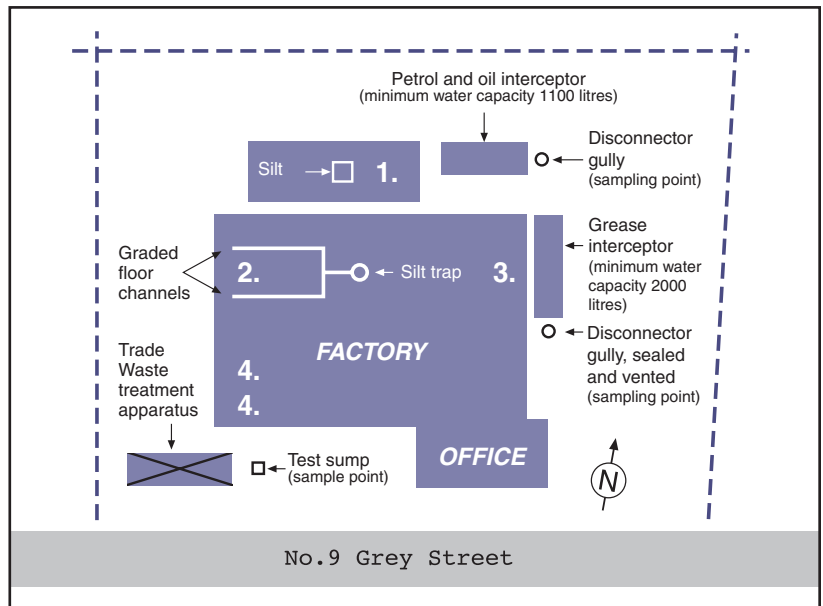 Petrol and oil interceptor
(minimum water capacity 1100 litres)
Silt
1.
Disconnector
gully
(sampling point)
Graded
floor
channels
2.
Silt trap
3.
Grease
interceptor
(minimum water
capacity 2000
litres)
FACTORY
Disconnector
gully, sealed
and vented
(sampling point)
Trade
Waste
treatment
apparatus
4.
4.
Test sump
(sample point)
OFFICE
N
No.9 Grey Street